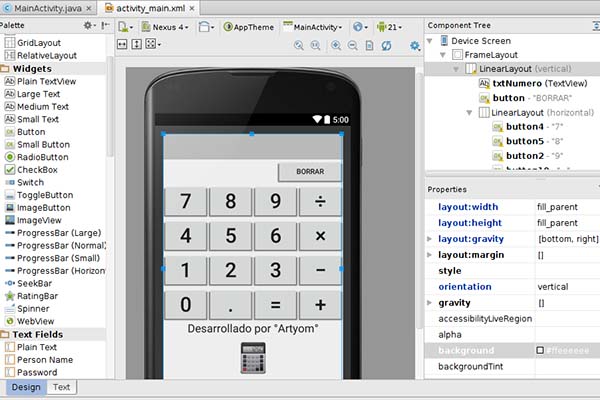 MainActivity.java ×
activity_main.xml ×
Palette
GridLayout
RelativeLayout
Widgets
Plain TextView
Large Text
Medium Text
Small Text
Button
Small Button
RadioButton
CheckBox
Switch
ToggleButton
ImageButton
ImageView
ProgressBar (Large)
ProgressBar (Normal)
ProgressBar (Small)
ProgressBar (Horizon
SeekBar
RatingBar
Spinner
WebView
Text Fields
Plain Text
Person Name
Password
Design
Text
Nexus 4
AppTheme
MainActivity
21
5:00
BORRAR
7 8 9 ÷
4 5 6 ×
1 2 3 −
0 . = +
Desarrollado por "Artyom"
Component Tree
Device Screen
FrameLayout
LinearLayout (vertical)
txtNumero (TextView)
button - "BORRAR"
LinearLayout (horizontal)
button4 - "7"
button5 - "8"
button2 - "9"
Properties
layout:width fill_parent
layout:height fill_parent
layout:gravity [bottom, right]
layout:margin []
style
orientation vertical
gravity []
accessibilityLiveRegion
alpha
background #ffeeeeee
backgroundTint